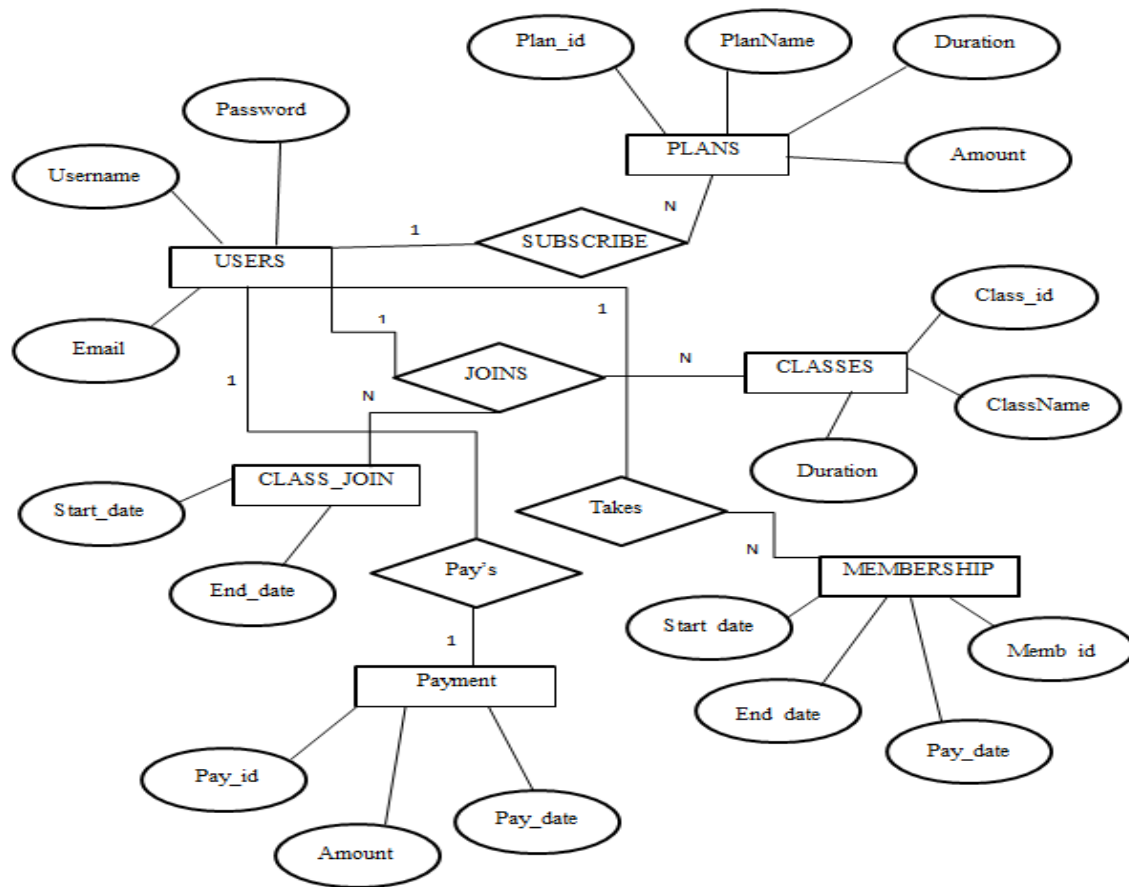 Plan_id
PlanName
Duration
Password
PLANS
Amount
Username
N
1
SUBSCRIBE
USERS
Class_id
1
1
Email
N
JOINS
CLASSES
1
N
ClassName
Duration
CLASS_JOIN
Start_date
Takes
N
Pay's
MEMBERSHIP
End_date
Start date
1
Memb id
Payment
End date
Pay_date
Pay_id
Pay_date
Amount